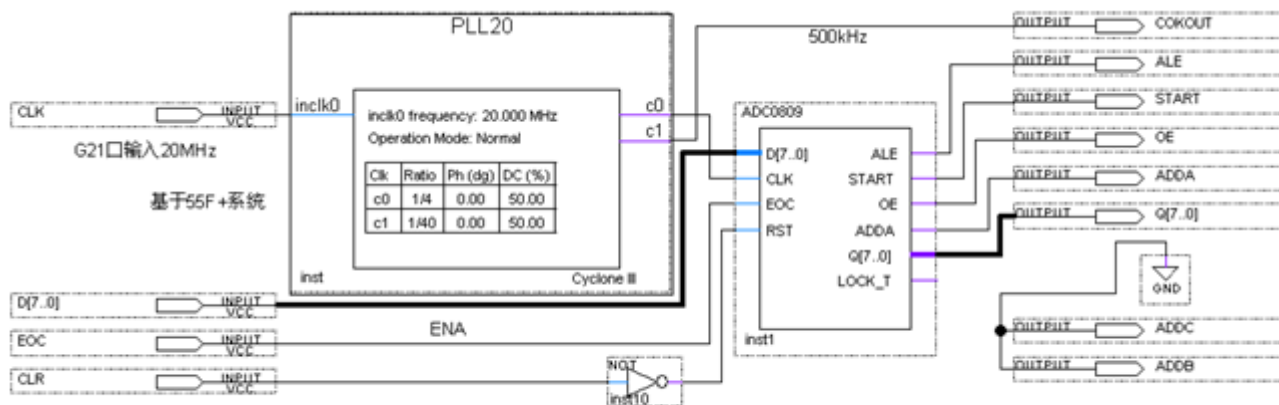 PLL20
500kHz
OUTPUT COKOUT
OUTPUT ALE
CLK INPUT VCC
inclk0
inclk0 frequency: 20.000 MHz
Operation Mode: Normal
c0
c1
G21口输入20MHz
基于55F+系统
Clk Ratio Ph (dg) DC (%)
c0 1/4 0.00 50.00
c1 1/40 0.00 50.00
inst
Cyclone III
ADC0809
D[7..0] ALE
CLK START
EOC OE
RST ADDA
Q[7..0]
LOCK_T
inst1
OUTPUT START
OUTPUT OE
OUTPUT ADDA
OUTPUT Q[7..0]
GND
OUTPUT ADDC
OUTPUT ADDB
D[7..0] INPUT VCC
ENA
EOC INPUT VCC
CLR INPUT VCC
NOT
inst10